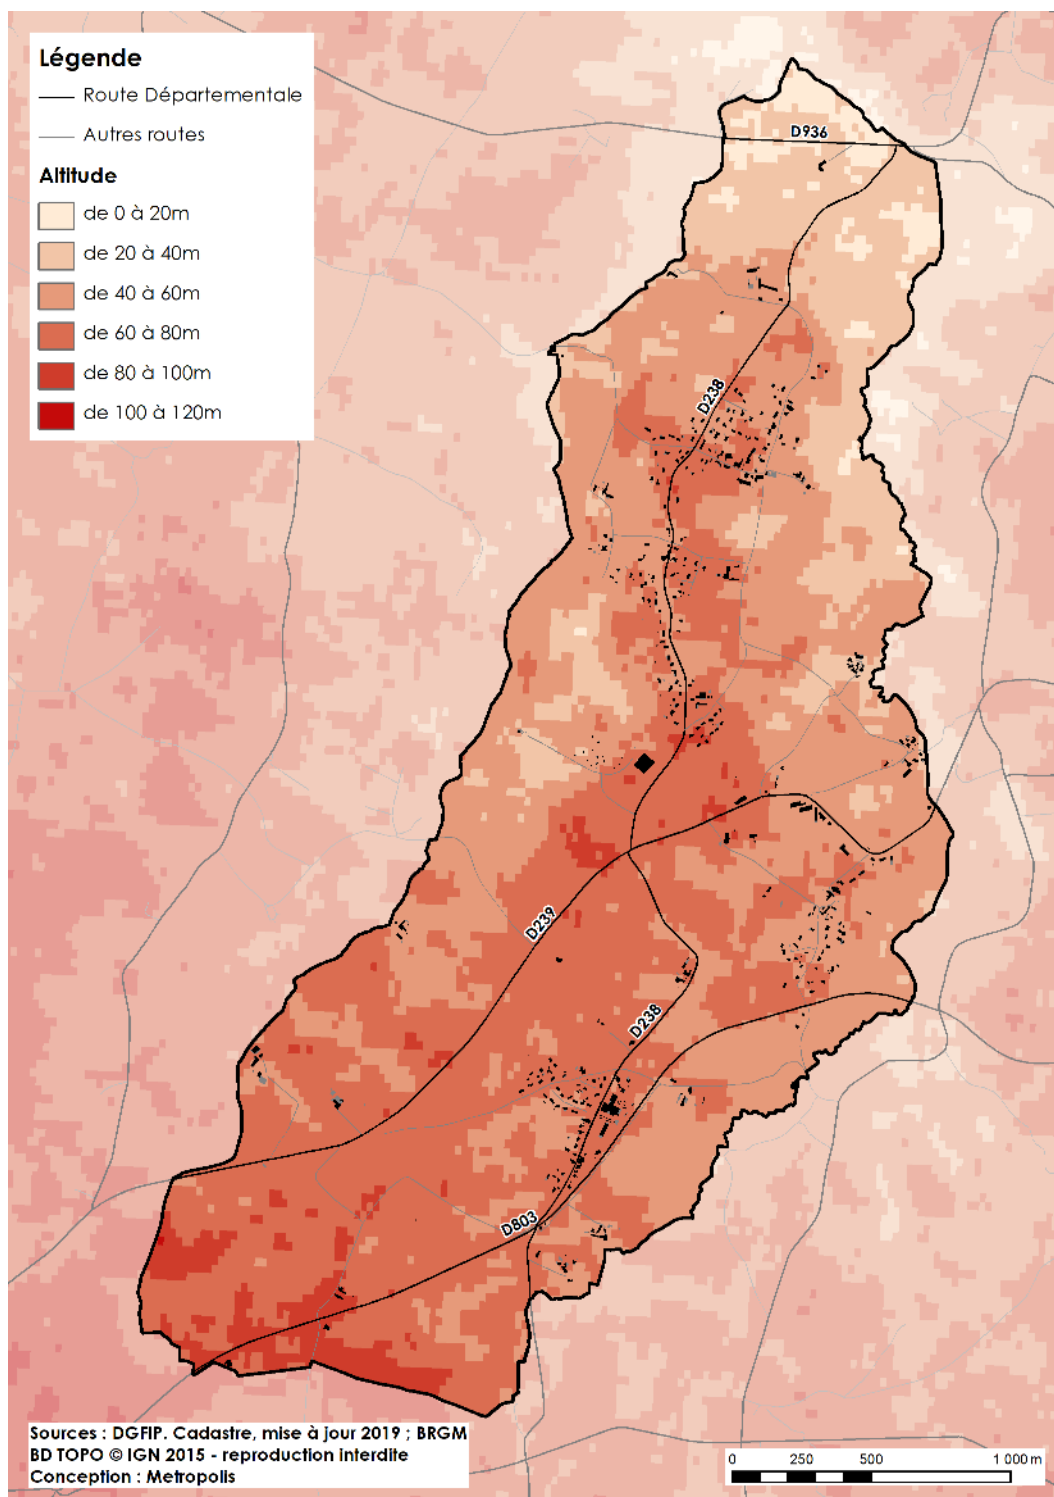 Légende
Route Départementale
Autres routes
Altitude
de 0 à 20m
de 20 à 40m
de 40 à 60m
de 60 à 80m
de 80 à 100m
de 100 à 120m
D936
D238
D239
D238
D803
Sources : DGFIP. Cadastre, mise à jour 2019 ; BRGM
BD TOPO © IGN 2015 - reproduction interdite
Conception : Metropolis
0 250 500 1 000 m